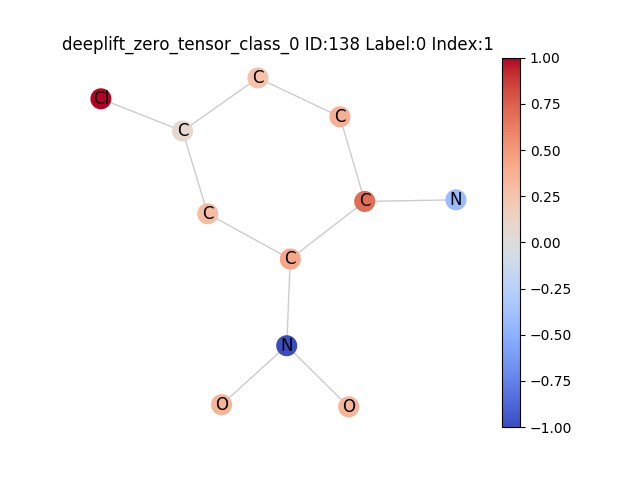 deeplift_zero_tensor_class_0 ID:138 Label:0 Index:1
1.00
0.75
0.50
0.25
0.00
−0.25
−0.50
−0.75
−1.00
Cl
C
C
C
C
C
N
C
N
O
O